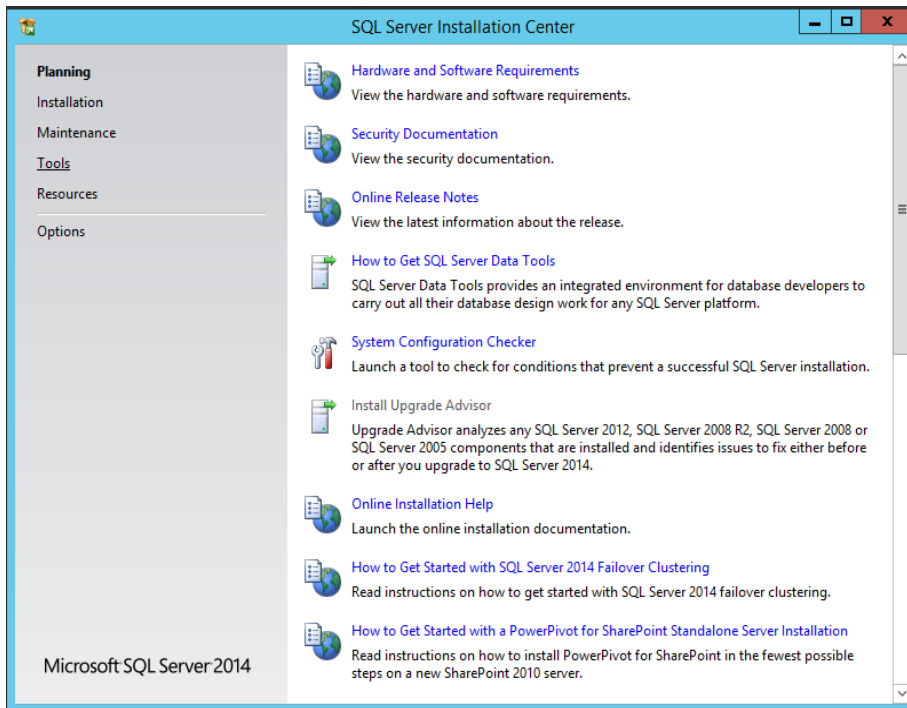 SQL Server Installation Center
Planning
Installation
Maintenance
Tools
Resources
Options
Microsoft SQL Server 2014
Hardware and Software Requirements
View the hardware and software requirements.
Security Documentation
View the security documentation.
Online Release Notes
View the latest information about the release.
How to Get SQL Server Data Tools
SQL Server Data Tools provides an integrated environment for database developers to
carry out all their database design work for any SQL Server platform.
System Configuration Checker
Launch a tool to check for conditions that prevent a successful SQL Server installation.
Install Upgrade Advisor
Upgrade Advisor analyzes any SQL Server 2012, SQL Server 2008 R2, SQL Server 2008 or
SQL Server 2005 components that are installed and identifies issues to fix either before
or after you upgrade to SQL Server 2014.
Online Installation Help
Launch the online installation documentation.
How to Get Started with SQL Server 2014 Failover Clustering
Read instructions on how to get started with SQL Server 2014 failover clustering.
How to Get Started with a PowerPivot for SharePoint Standalone Server Installation
Read instructions on how to install PowerPivot for SharePoint in the fewest possible
steps on a new SharePoint 2010 server.